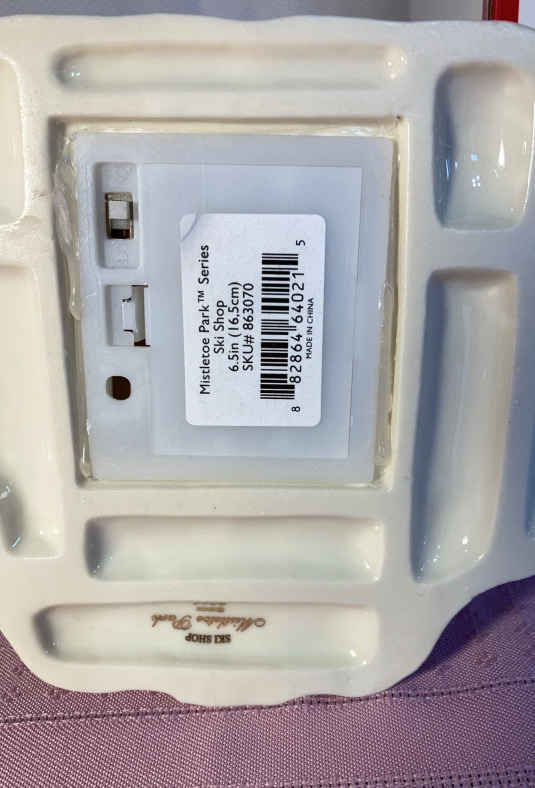 Mistletoe Park™ Series
Ski Shop
6.5in (16.5cm)
SKU# 863070
8 82864 64021 5
MADE IN CHINA
Mistletoe Park
SKI SHOP